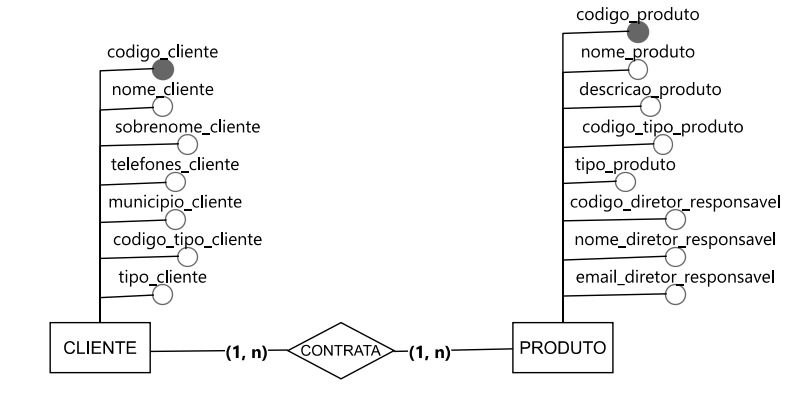 codigo_cliente
nome_cliente
sobrenome_cliente
telefones_cliente
municipio_cliente
codigo_tipo_cliente
tipo_cliente
CLIENTE
(1, n)
CONTRATA
(1, n)
codigo_produto
nome_produto
descricao_produto
codigo_tipo_produto
tipo_produto
codigo_diretor_responsavel
nome_diretor_responsavel
email_diretor_responsavel
PRODUTO